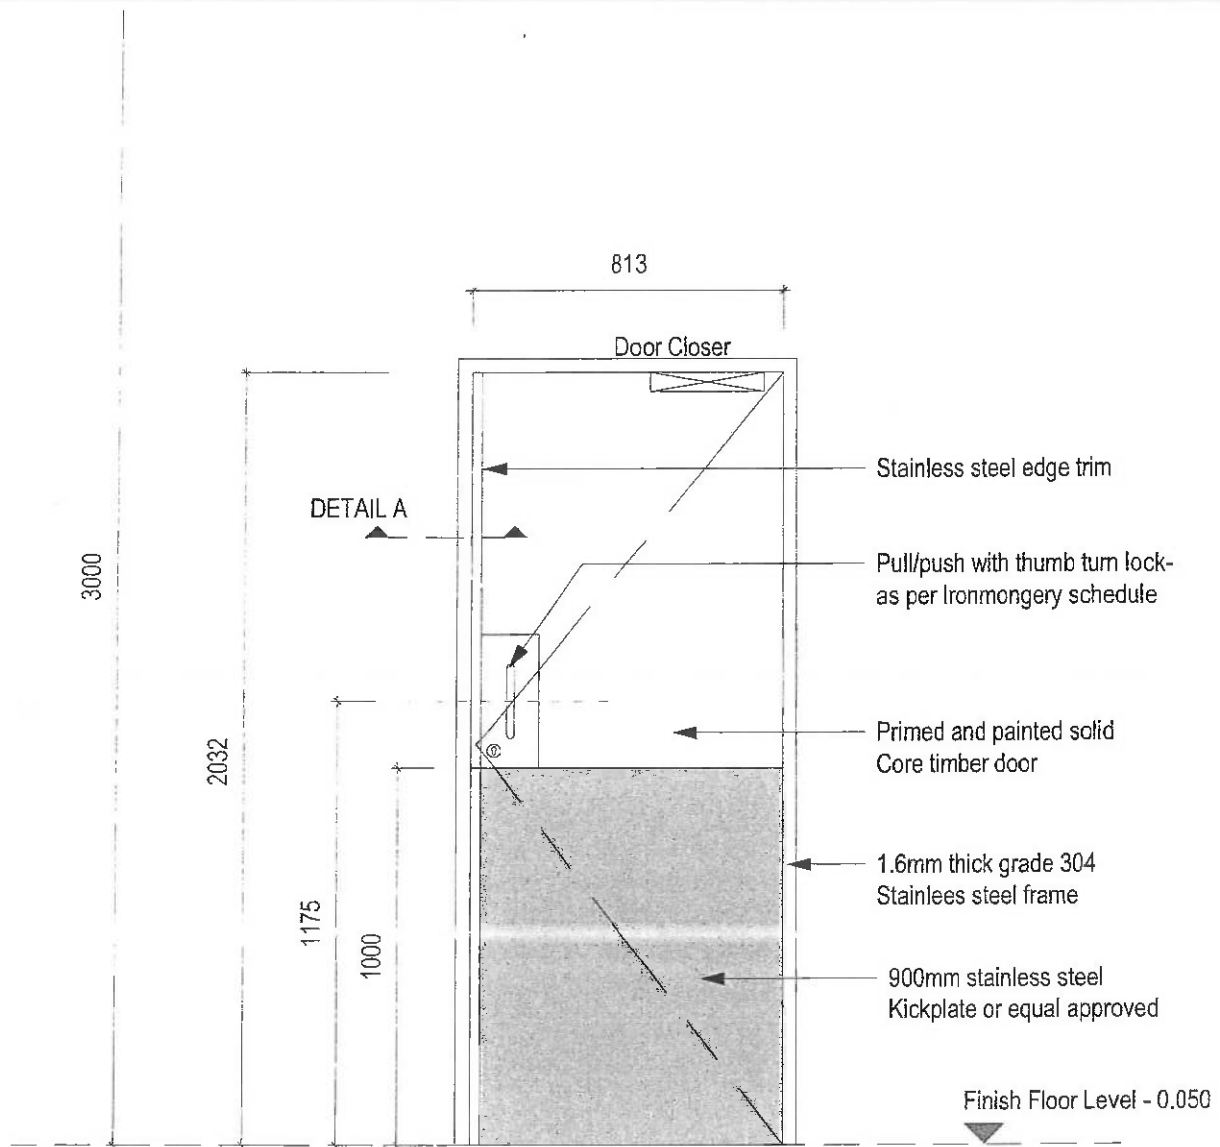 813
Door Closer
Stainless steel edge trim
DETAIL A
Pull/push with thumb turn lock-
as per Ironmongery schedule
3000
2032
Primed and painted solid
Core timber door
1.6mm thick grade 304
Stainlees steel frame
1175
1000
900mm stainless steel
Kickplate or equal approved
Finish Floor Level - 0.050